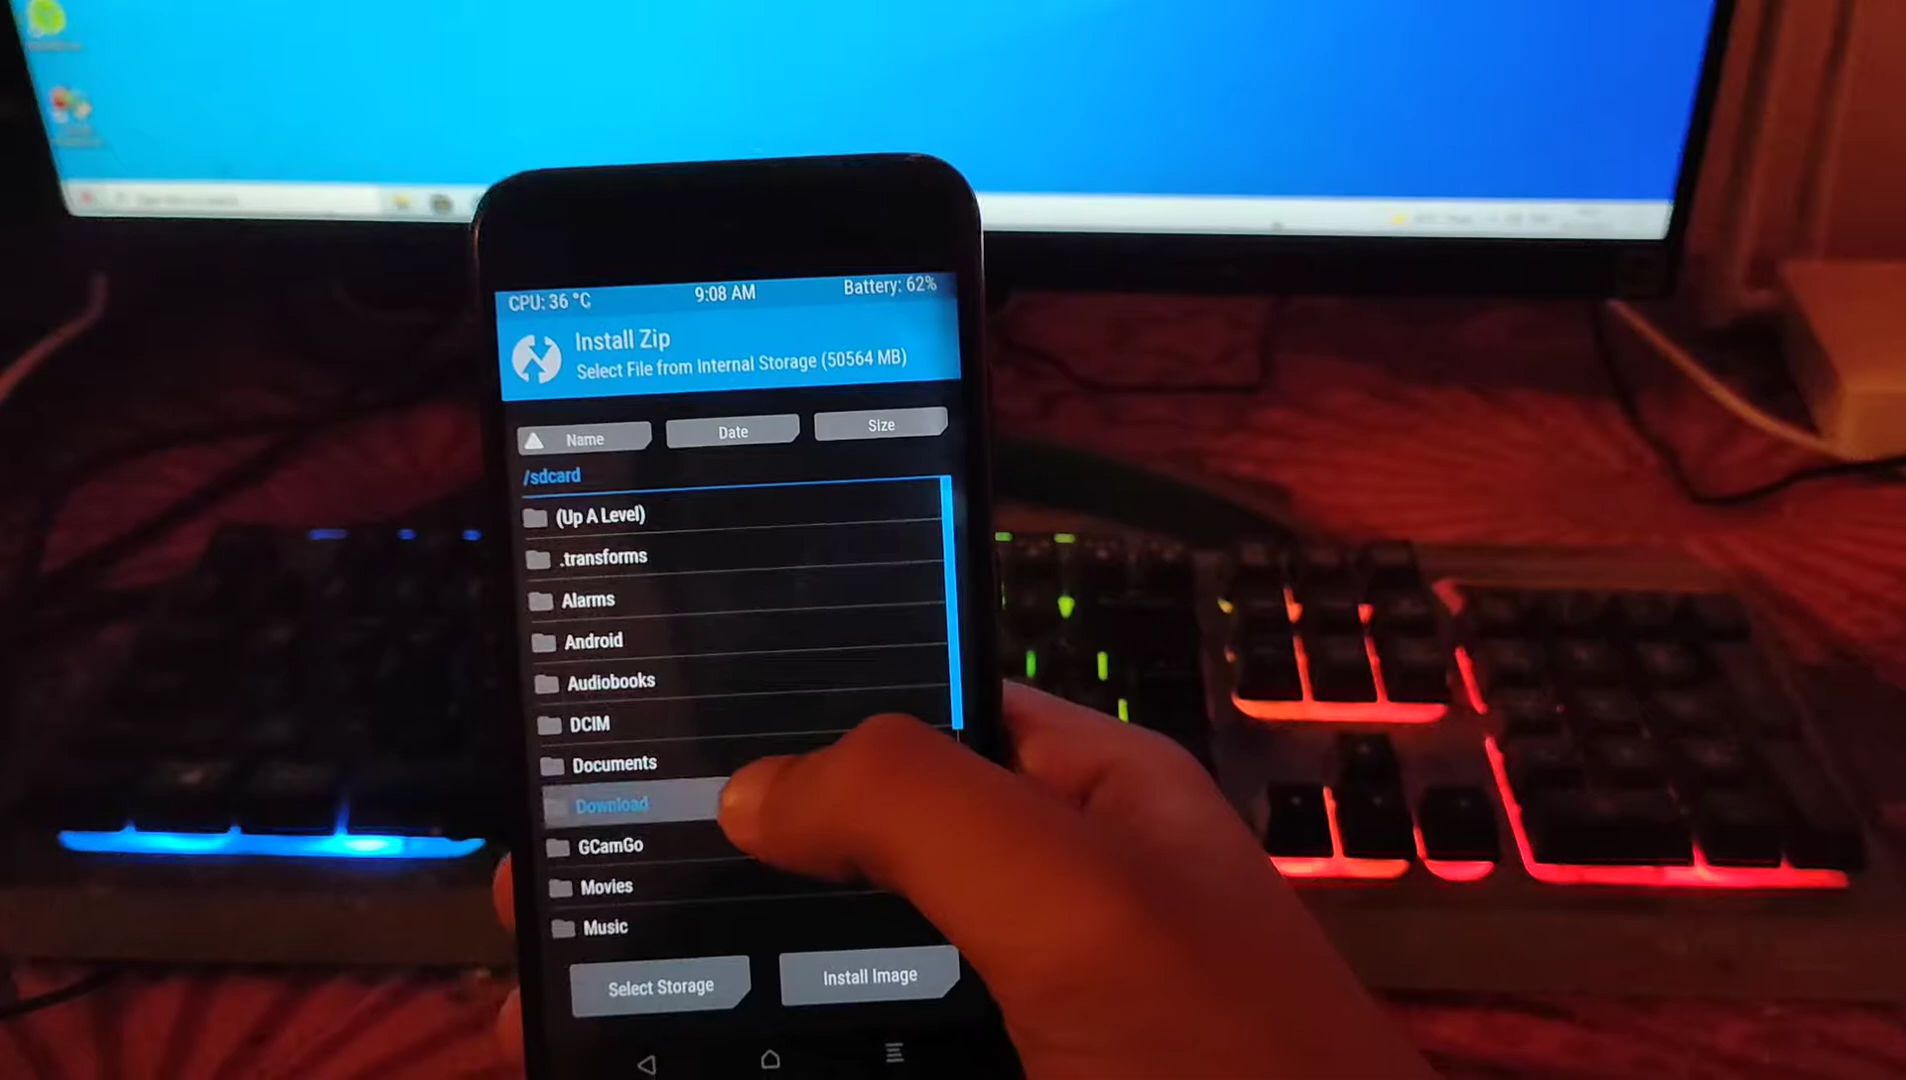 CPU: 36 °C 9:08 AM Battery: 62%
Install Zip
Select File from Internal Storage (50564 MB)
Name Date Size
/sdcard
(Up A Level)
.transforms
Alarms
Android
Audiobooks
DCIM
Documents
Download
GCamGo
Movies
Music
Select Storage Install Image